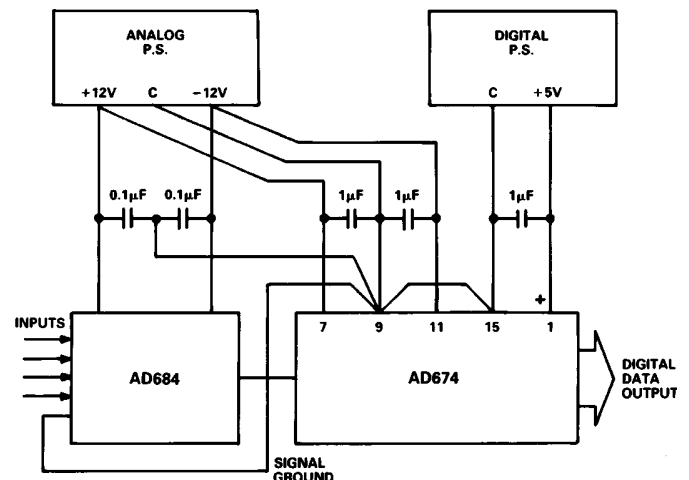 ANALOG
P.S.
+12V C -12V
DIGITAL
P.S.
C +5V
0.1µF 0.1µF 1µF 1µF 1µF
+
INPUTS
7 9 11 15 1
AD684
AD674
DIGITAL
DATA
OUTPUT
SIGNAL
GROUND